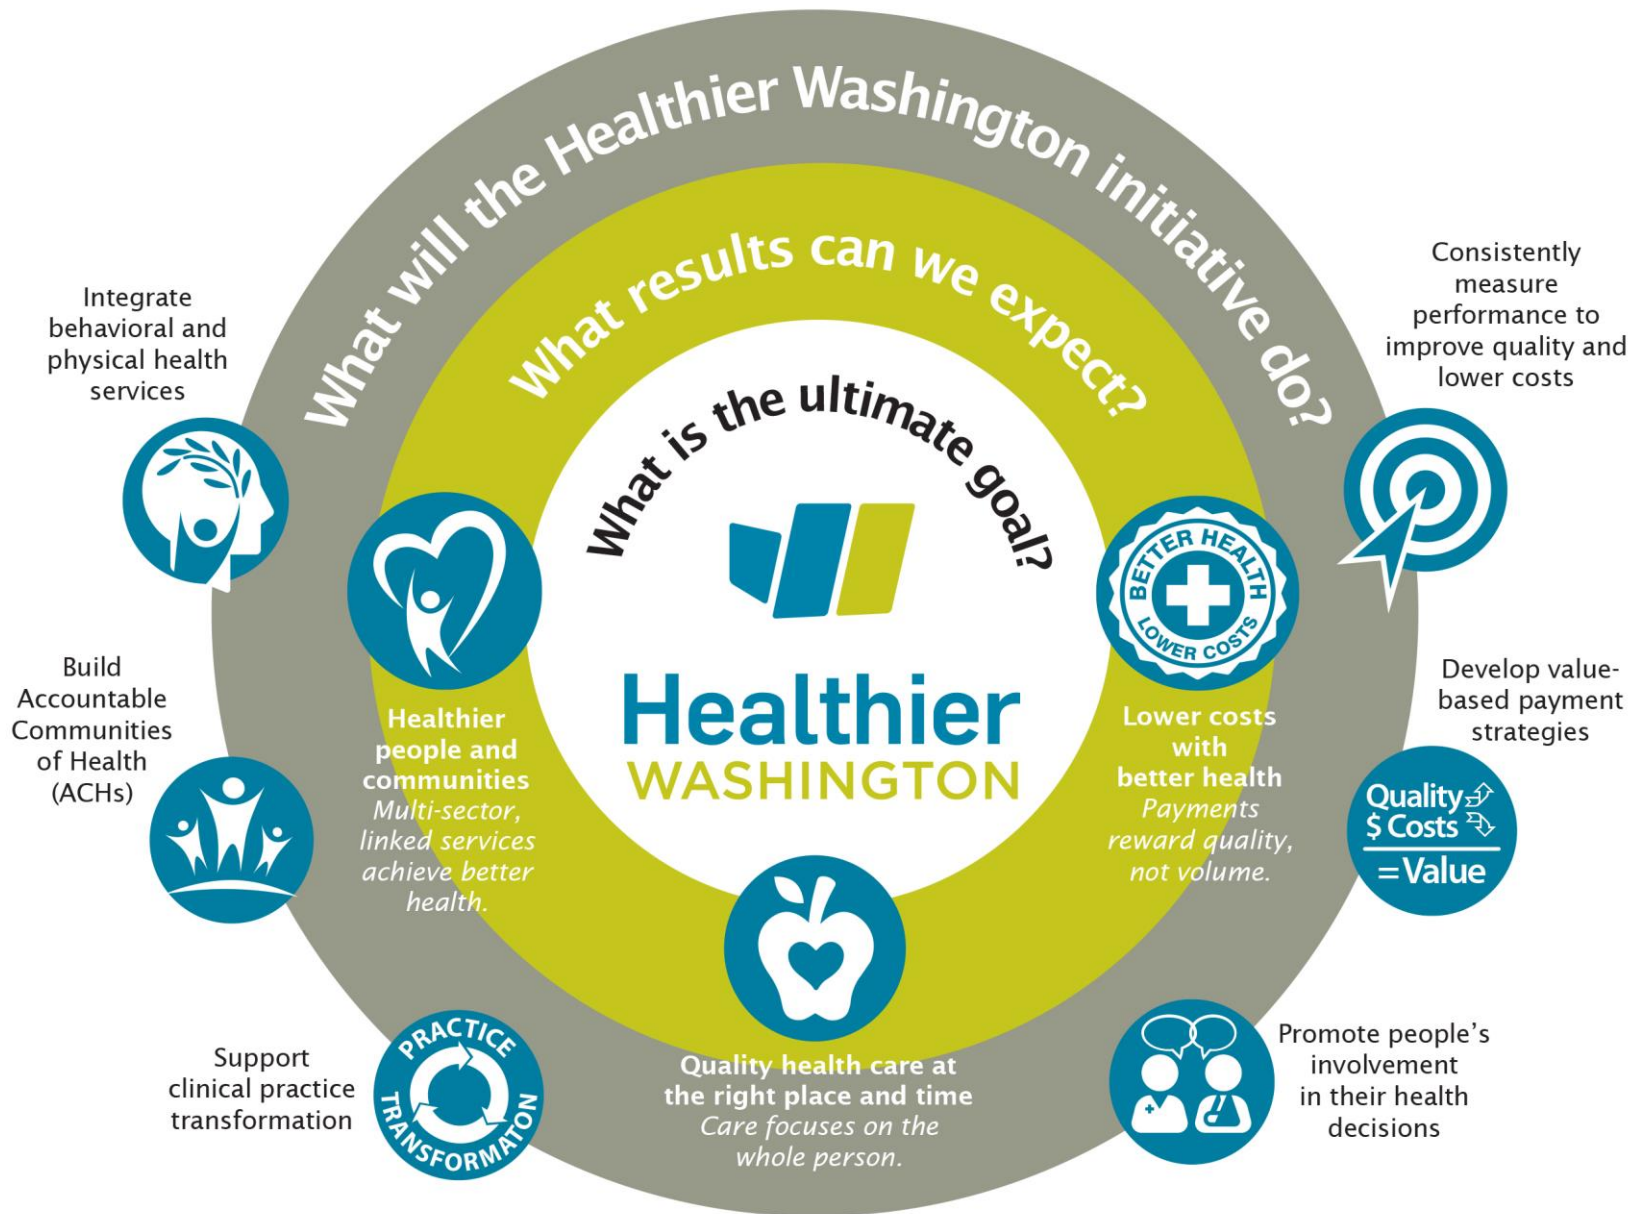 What will the Healthier Washington initiative do?
What results can we expect?
What is the ultimate goal?
Healthier
WASHINGTON
Integrate
behavioral and
physical health
services
Build
Accountable
Communities
of Health
(ACHs)
Support
clinical practice
transformation
PRACTICE
TRANSFORMATON
Healthier
people and
communities
Multi-sector,
linked services
achieve better
health.
Quality health care at
the right place and time
Care focuses on the
whole person.
BETTER HEALTH
LOWER COSTS
Lower costs
with
better health
Payments
reward quality,
not volume.
Consistently
measure
performance to
improve quality and
lower costs
Develop value-
based payment
strategies
Quality
$ Costs
=Value
Promote people’s
involvement
in their health
decisions